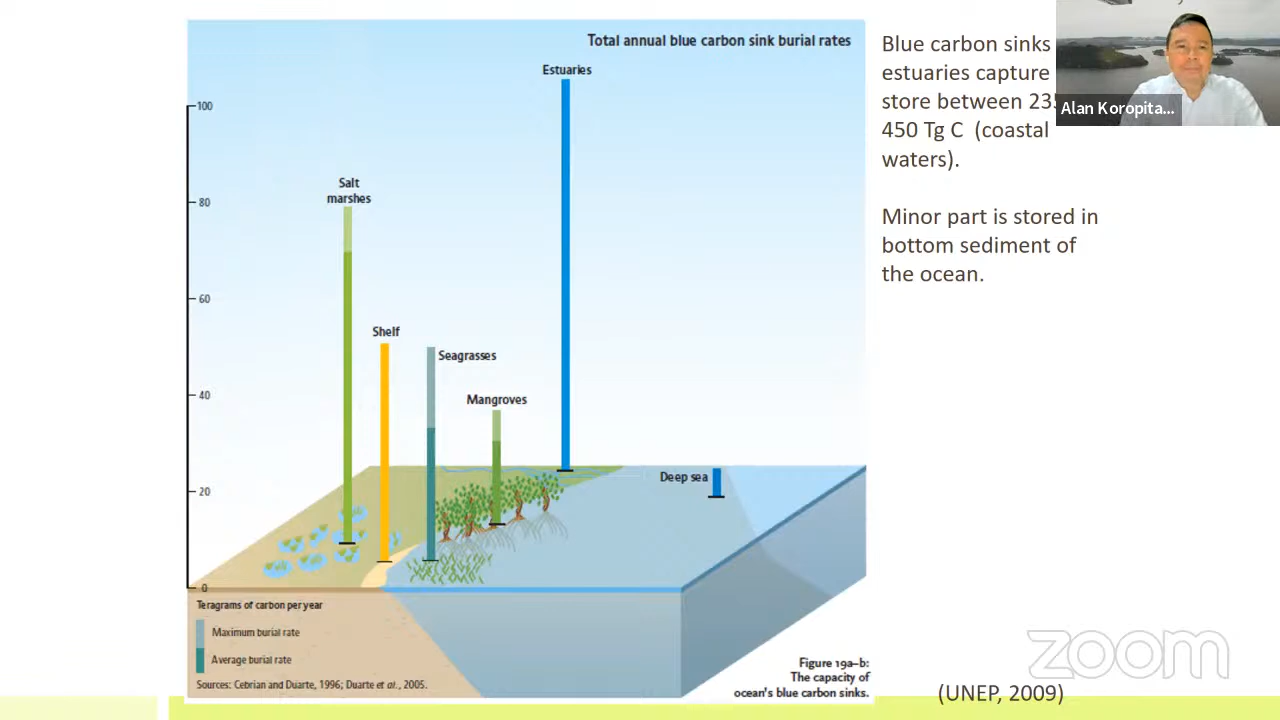 Total annual blue carbon sink burial rates
Estuaries
100
Salt
marshes
80
60
Shelf
Seagrasses
40
Mangroves
Deep sea
20
0
Teragrams of carbon per year
Maximum burial rate
Average burial rate
Sources: Cebrian and Duarte, 1996; Duarte et al., 2005.
Figure 19a-b:
The capacity of
ocean's blue carbon sinks.
Blue carbon sinks
estuaries capture
store between
450 Tg C (coastal
waters).
Minor part is stored in
bottom sediment of
the ocean.
Alan Koropita...
zoom
(UNEP, 2009)